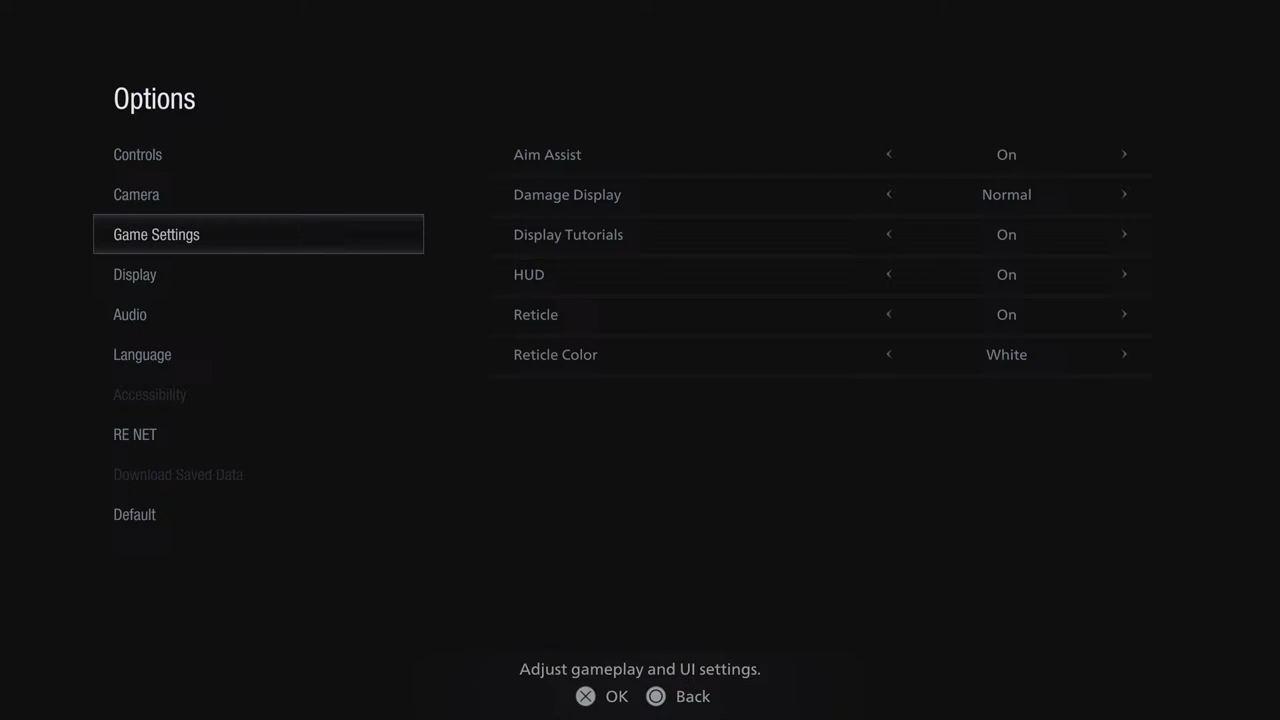 Options
Controls
Camera
Game Settings
Display
Audio
Language
Accessibility
RE NET
Download Saved Data
Default
Aim Assist On
Damage Display Normal
Display Tutorials On
HUD On
Reticle On
Reticle Color White
Adjust gameplay and UI settings.
OK Back